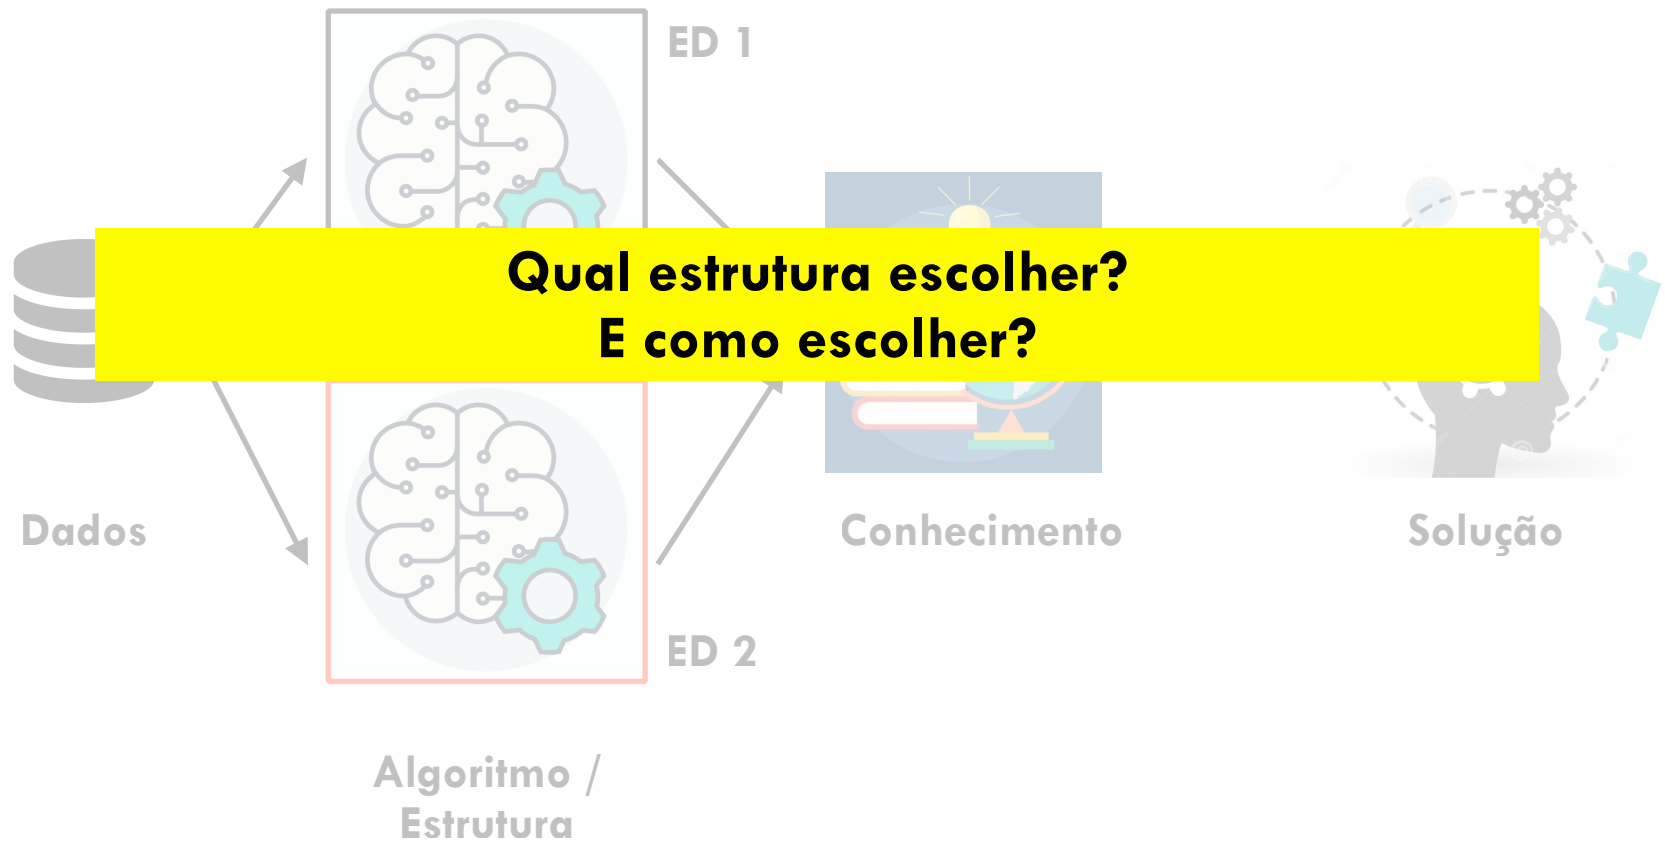 ED 1
Qual estrutura escolher?
E como escolher?
Dados
Conhecimento
Solução
ED 2
Algoritmo /
Estrutura